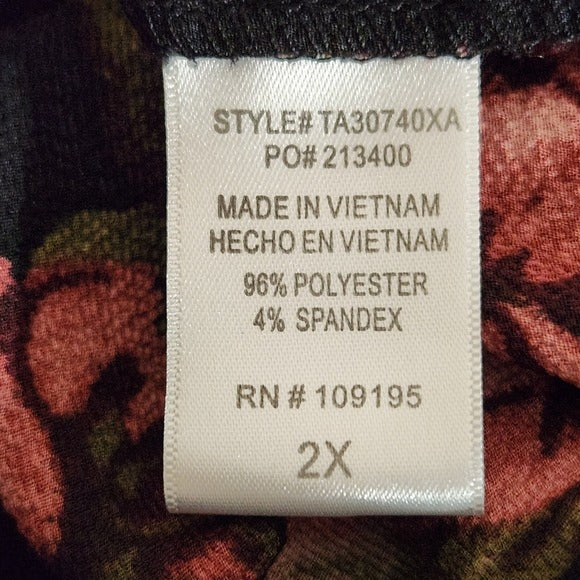 STYLE# TA30740XA
PO# 213400
MADE IN VIETNAM
HECHO EN VIETNAM
96% POLYESTER
4% SPANDEX
RN # 109195
2X